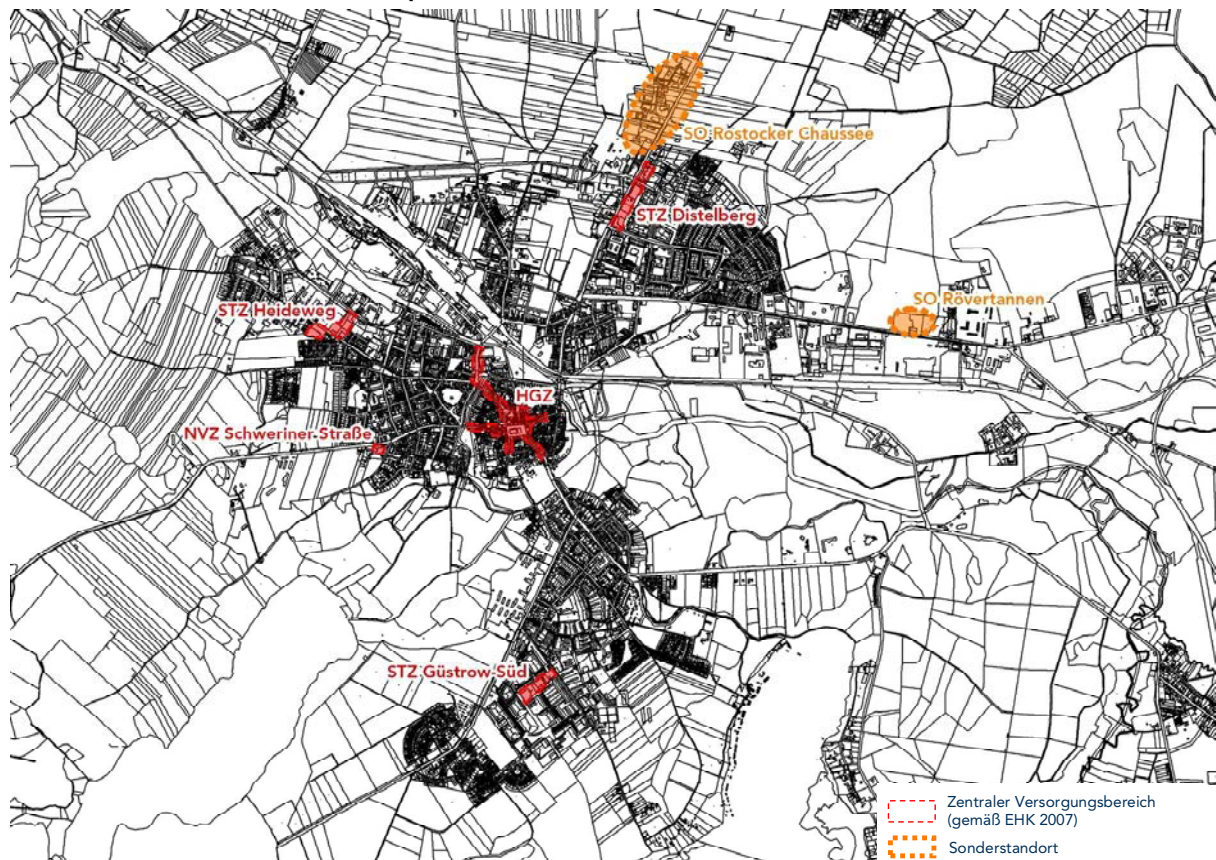 SO Rostocker Chaussee
STZ Distelberg
SO Rövertannen
STZ Heideweg
HGZ
NVZ Schweriner Straße
STZ Güstrow-Süd
Zentraler Versorgungsbereich
(gemäß EHK 2007)
Sonderstandort